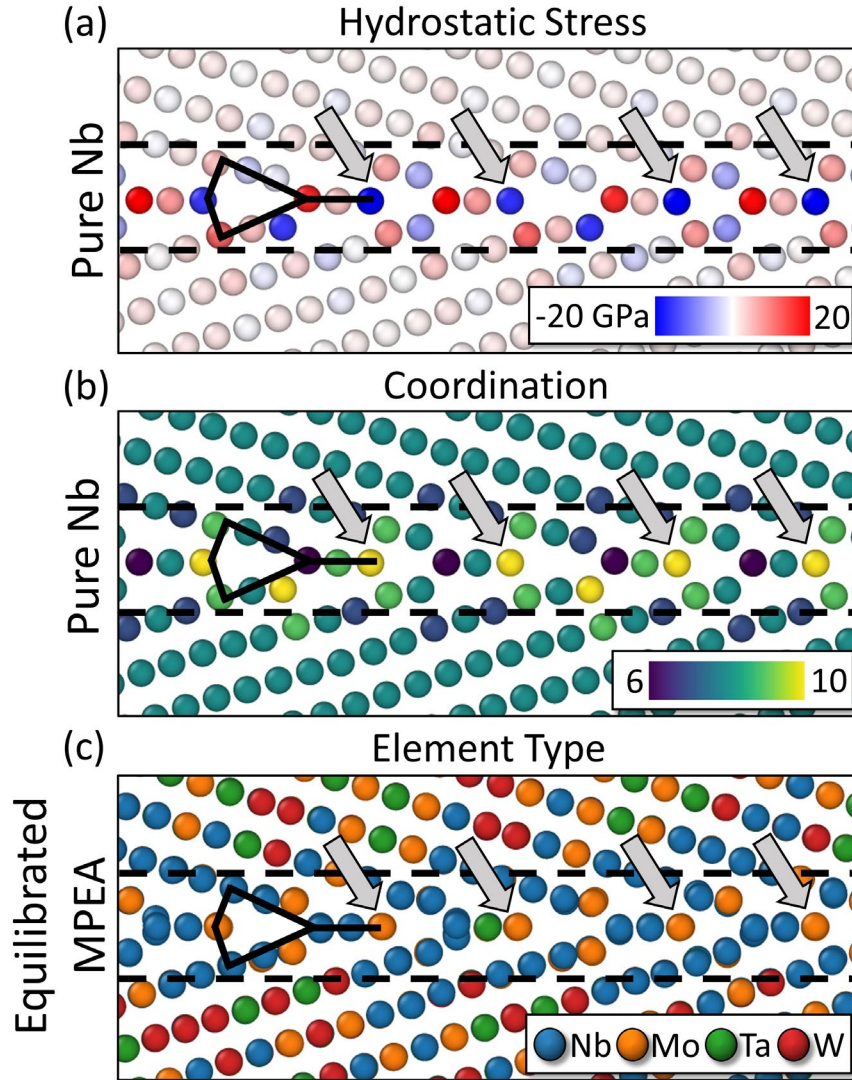 (a) Hydrostatic Stress
Pure Nb
-20 GPa 20
(b) Coordination
Pure Nb
6 10
(c) Element Type
Equilibrated
MPEA
Nb Mo Ta W